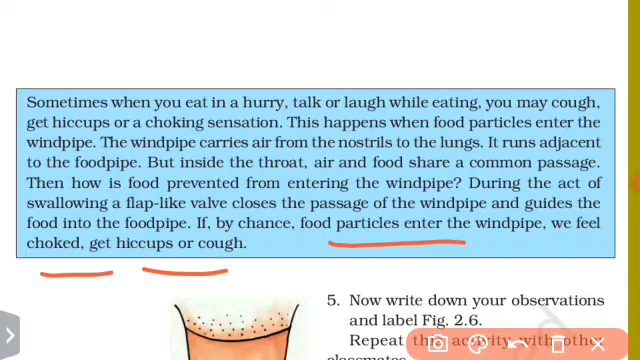 Sometimes when you eat in a hurry, talk or laugh while eating, you may cough,
get hiccups or a choking sensation. This happens when food particles enter the
windpipe. The windpipe carries air from the nostrils to the lungs. It runs adjacent
to the foodpipe. But inside the throat, air and food share a common passage.
Then how is food prevented from entering the windpipe? During the act of
swallowing a flap-like valve closes the passage of the windpipe and guides the
food into the foodpipe. If, by chance, food particles enter the windpipe, we feel
choked, get hiccups or cough.
5. Now write down your observations
and label Fig. 2.6.
Repeat this activity with other
classmates